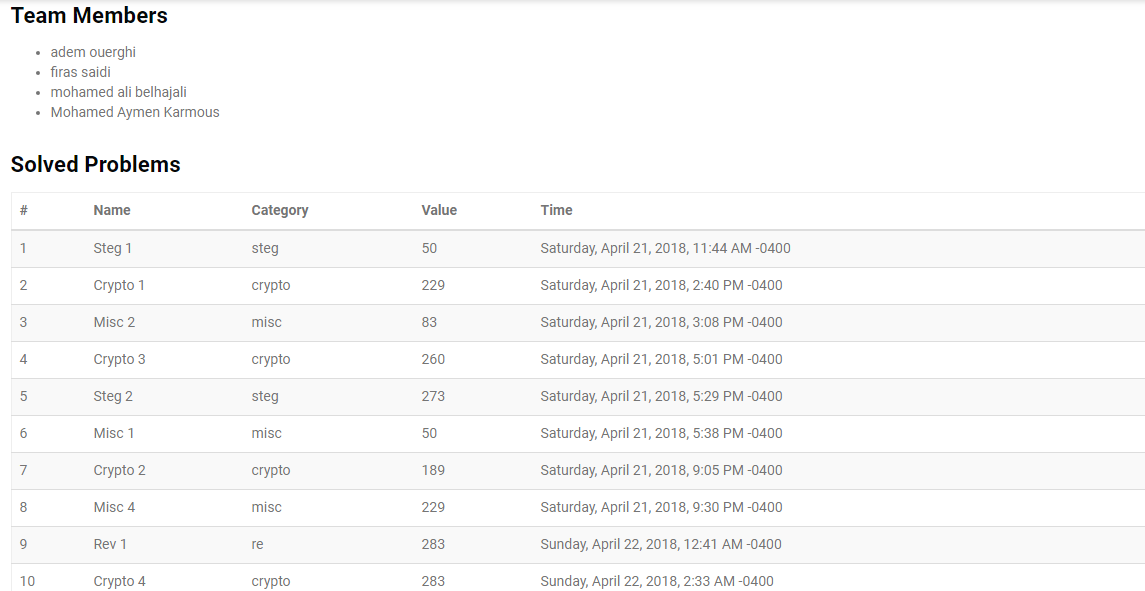 Team Members
adem ouerghi
firas saidi
mohamed ali belhajali
Mohamed Aymen Karmous
Solved Problems
# Name Category Value Time
1 Steg 1 steg 50 Saturday, April 21, 2018, 11:44 AM -0400
2 Crypto 1 crypto 229 Saturday, April 21, 2018, 2:40 PM -0400
3 Misc 2 misc 83 Saturday, April 21, 2018, 3:08 PM -0400
4 Crypto 3 crypto 260 Saturday, April 21, 2018, 5:01 PM -0400
5 Steg 2 steg 273 Saturday, April 21, 2018, 5:29 PM -0400
6 Misc 1 misc 50 Saturday, April 21, 2018, 5:38 PM -0400
7 Crypto 2 crypto 189 Saturday, April 21, 2018, 9:05 PM -0400
8 Misc 4 misc 229 Saturday, April 21, 2018, 9:30 PM -0400
9 Rev 1 re 283 Sunday, April 22, 2018, 12:41 AM -0400
10 Crypto 4 crypto 283 Sunday, April 22, 2018, 2:33 AM -0400